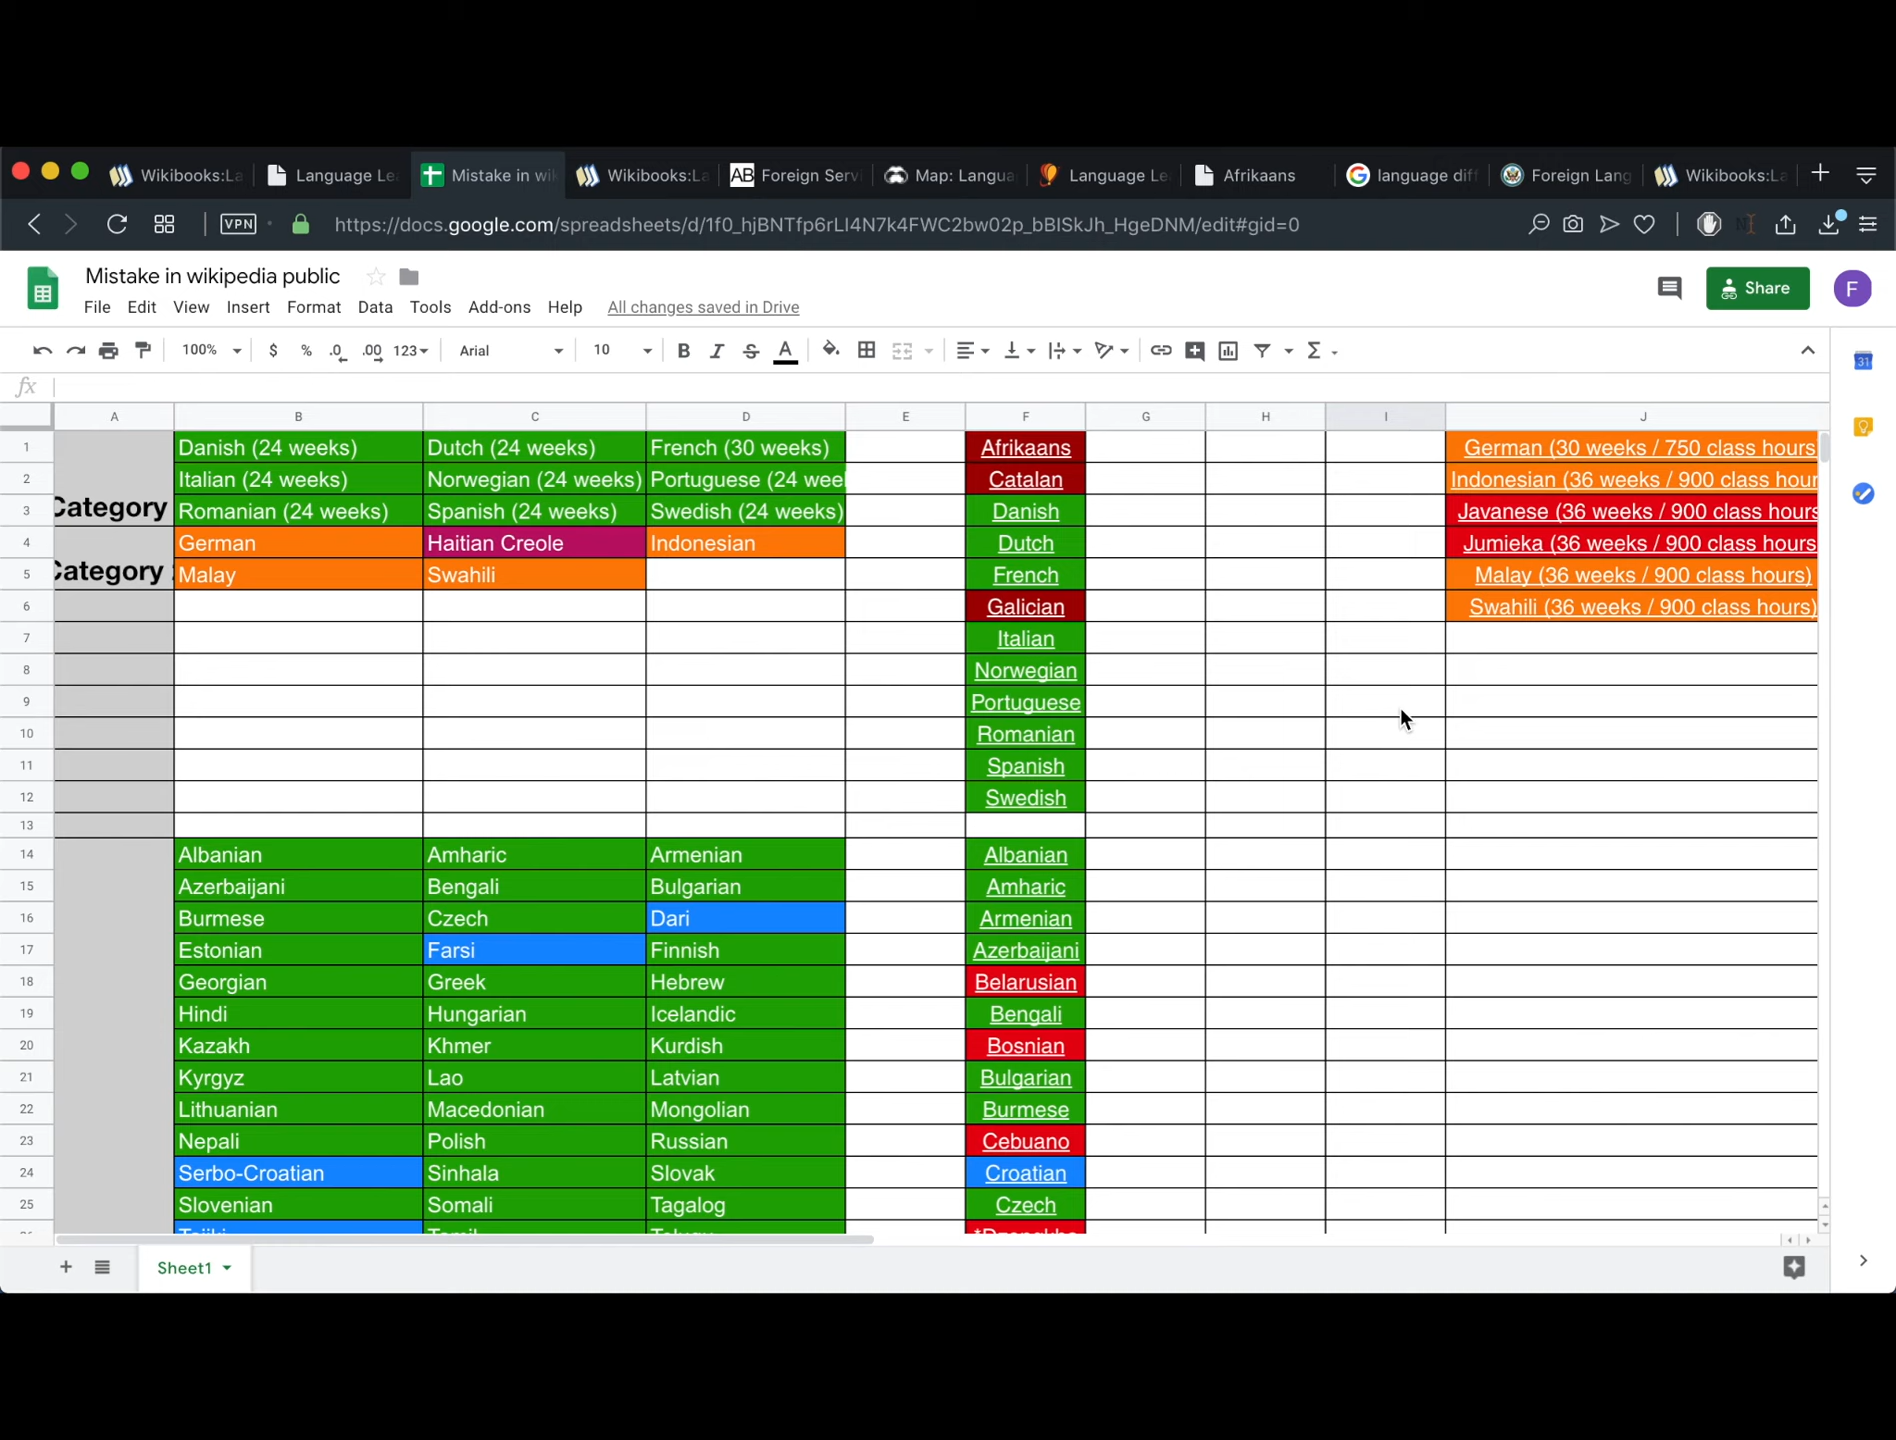 Wikibooks:La
Language Le
Mistake in wi
Wikibooks:La
AB Foreign Servi
Map: Langua
Language Le
Afrikaans
language diff
Foreign Lang
Wikibooks:La
VPN
https://docs.google.com/spreadsheets/d/1f0_hjBNTfp6rLI4N7k4FWC2bw02p_bBISkJh_HgeDNM/edit#gid=0
Mistake in wikipedia public
File Edit View Insert Format Data Tools Add-ons Help All changes saved in Drive
Share
F
100% $ % .0 .00 123 Arial 10 B I S A Σ
31
fx
A B C D E F G H I J
1 Danish (24 weeks) Dutch (24 weeks) French (30 weeks) Afrikaans German (30 weeks / 750 class hours
2 Italian (24 weeks) Norwegian (24 weeks) Portuguese (24 wee Catalan Indonesian (36 weeks / 900 class hour
3 Category Romanian (24 weeks) Spanish (24 weeks) Swedish (24 weeks) Danish Javanese (36 weeks / 900 class hours
4 German Haitian Creole Indonesian Dutch Jumieka (36 weeks / 900 class hours
5 Category Malay Swahili French Malay (36 weeks / 900 class hours)
6 Galician Swahili (36 weeks / 900 class hours)
7 Italian
8 Norwegian
9 Portuguese
10 Romanian
11 Spanish
12 Swedish
13
14 Albanian Amharic Armenian Albanian
15 Azerbaijani Bengali Bulgarian Amharic
16 Burmese Czech Dari Armenian
17 Estonian Farsi Finnish Azerbaijani
18 Georgian Greek Hebrew Belarusian
19 Hindi Hungarian Icelandic Bengali
20 Kazakh Khmer Kurdish Bosnian
21 Kyrgyz Lao Latvian Bulgarian
22 Lithuanian Macedonian Mongolian Burmese
23 Nepali Polish Russian Cebuano
24 Serbo-Croatian Sinhala Slovak Croatian
25 Slovenian Somali Tagalog Czech
Sheet1